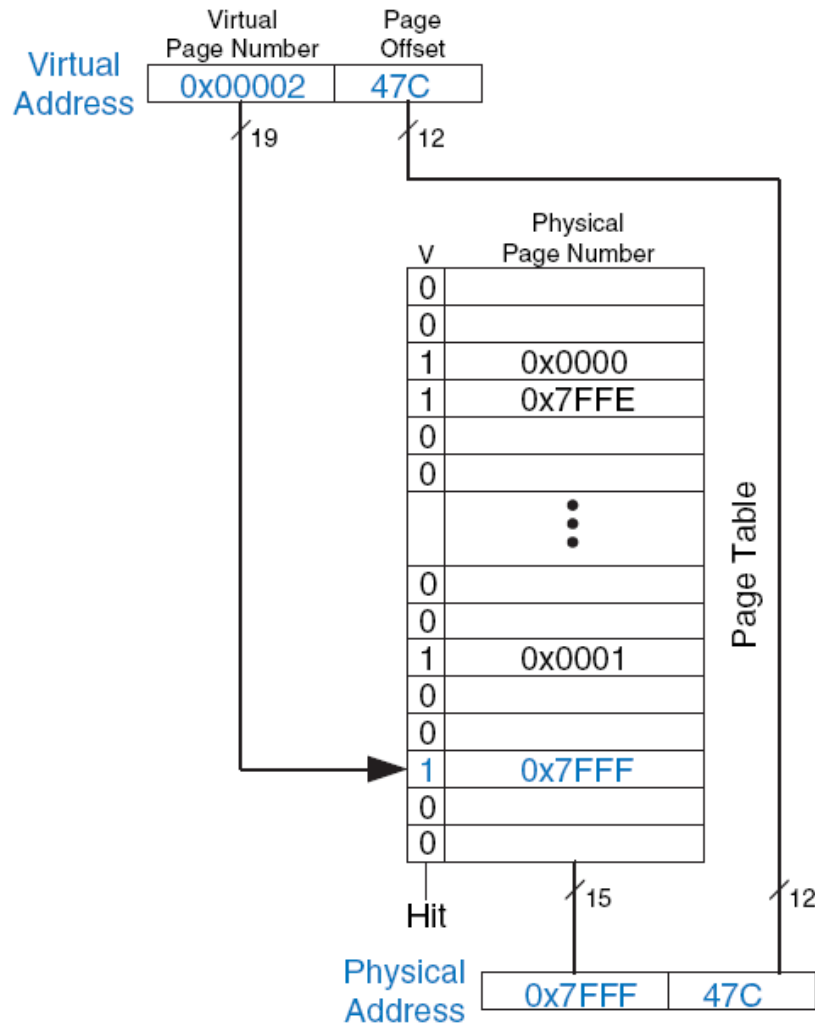 Virtual
Page Number
Page
Offset
Virtual
Address
0x00002
47C
19
12
Physical
Page Number
V
0
0
1 0x0000
1 0x7FFE
0
0
0
0
1 0x0001
0
0
1 0x7FFF
0
0
Page Table
15
12
Hit
Physical
Address
0x7FFF
47C